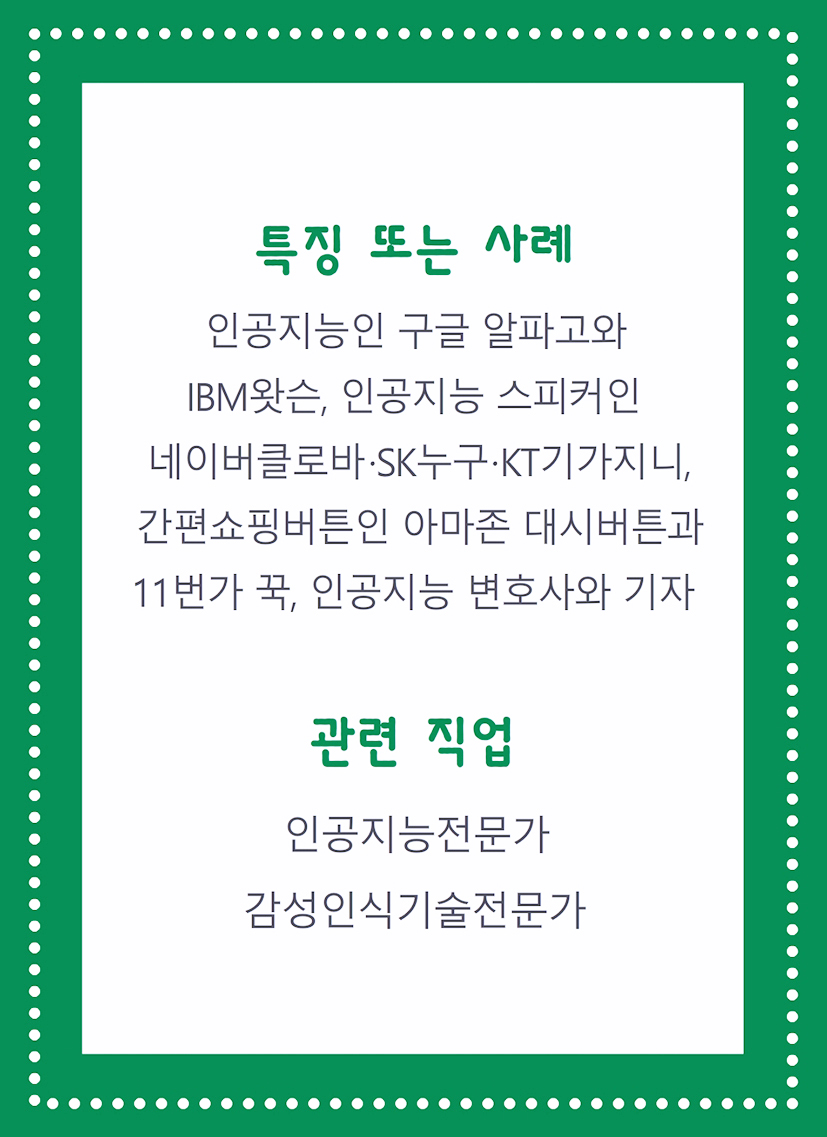 특징 또는 사례
인공지능인 구글 알파고와
IBM왓슨, 인공지능 스피커인
네이버클로바·SK누구·KT기가지니,
간편쇼핑버튼인 아마존 대시버튼과
11번가 꾹, 인공지능 변호사와 기자
관련 직업
인공지능전문가
감성인식기술전문가